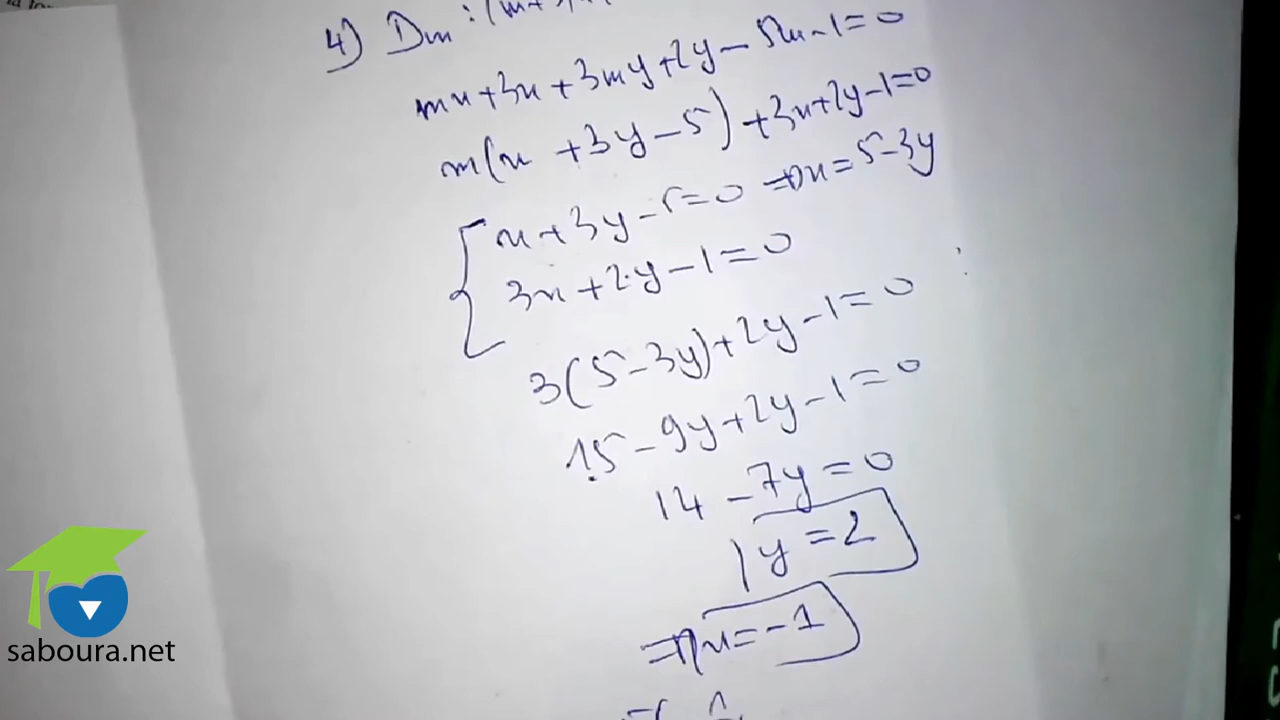 4) Dm : (m+
mx+3x+3my+2y-5m-1=0
m(x+3y-5)+3x+2y-1=0
x+3y-5=0 ⇒ x=5-3y
3x+2y-1=0
3(5-3y)+2y-1=0
15-9y+2y-1=0
14-7y=0
y=2
⇒ x=-1
saboura.net